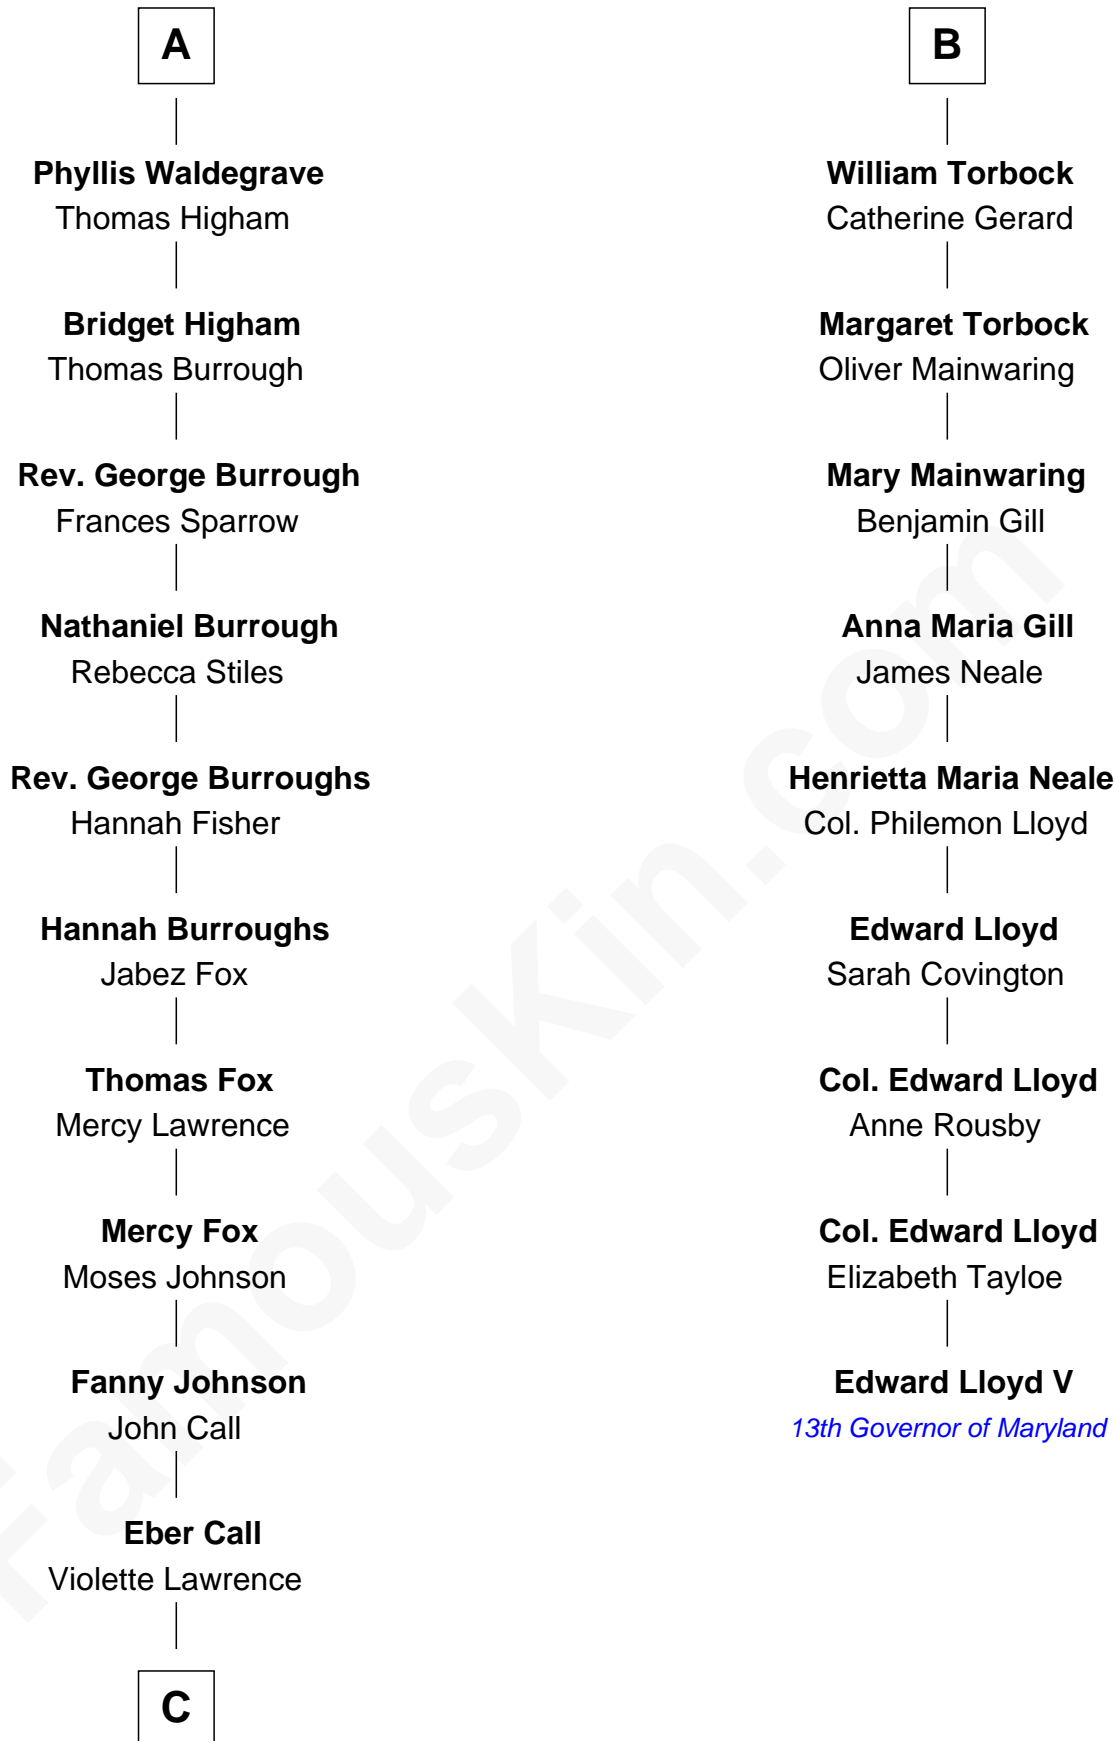 A
Phyllis Waldegrave
Thomas Higham
Bridget Higham
Thomas Burrough
Rev. George Burrough
Frances Sparrow
Nathaniel Burrough
Rebecca Stiles
Rev. George Burroughs
Hannah Fisher
Hannah Burroughs
Jabez Fox
Thomas Fox
Mercy Lawrence
Mercy Fox
Moses Johnson
Fanny Johnson
John Call
Eber Call
Violette Lawrence
C
B
William Torbock
Catherine Gerard
Margaret Torbock
Oliver Mainwaring
Mary Mainwaring
Benjamin Gill
Anna Maria Gill
James Neale
Henrietta Maria Neale
Col. Philemon Lloyd
Edward Lloyd
Sarah Covington
Col. Edward Lloyd
Anne Rousby
Col. Edward Lloyd
Elizabeth Tayloe
Edward Lloyd V
13th Governor of Maryland
FamousKin.com